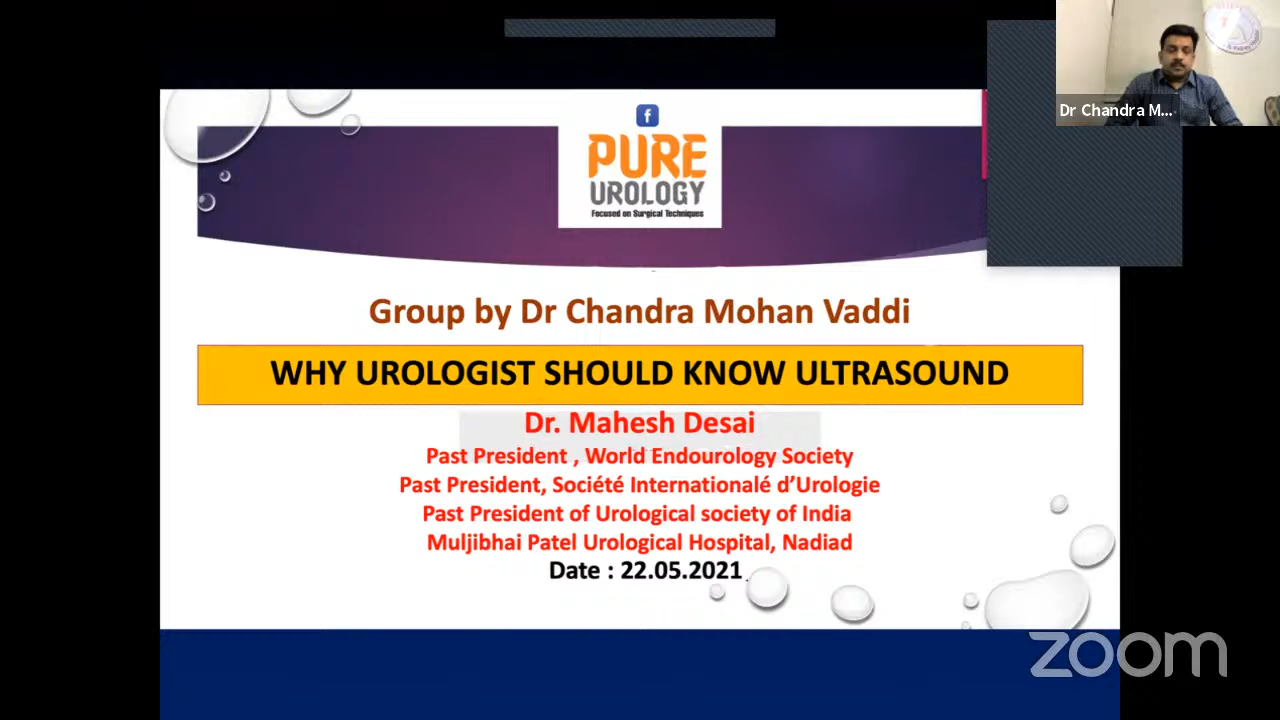 f
PURE
UROLOGY
Focused on Surgical Techniques
Dr Chandra M...
Group by Dr Chandra Mohan Vaddi
WHY UROLOGIST SHOULD KNOW ULTRASOUND
Dr. Mahesh Desai
Past President , World Endourology Society
Past President, Société Internationalé d’Urologie
Past President of Urological society of India
Muljibhai Patel Urological Hospital, Nadiad
Date : 22.05.2021
zoom